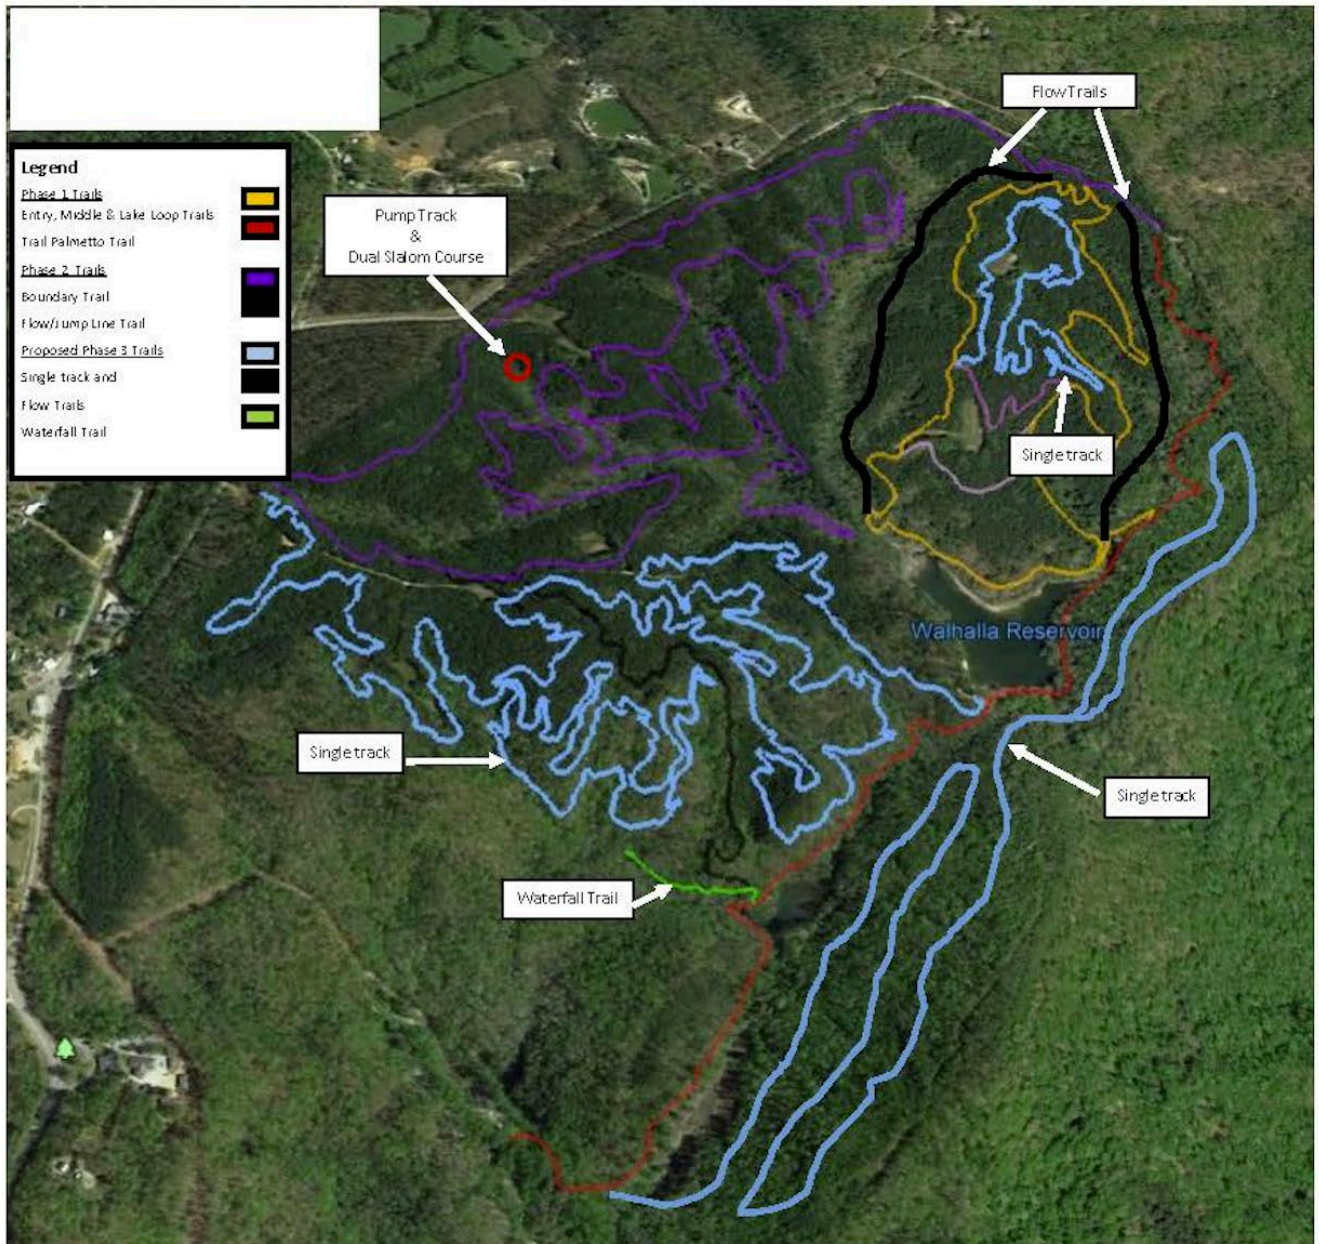 Flow Trails
Legend
Phase 1 Trails
Entry, Middle & Lake Loop Trails
Trail Palmetto Trail
Phase 2 Trails
Boundary Trail
Flow/Jump Line Trail
Proposed Phase 3 Trails
Single track and
Flow Trails
Waterfall Trail
Pump Track
&
Dual Slalom Course
Single track
Walhalla Reservoir
Single track
Single track
Waterfall Trail